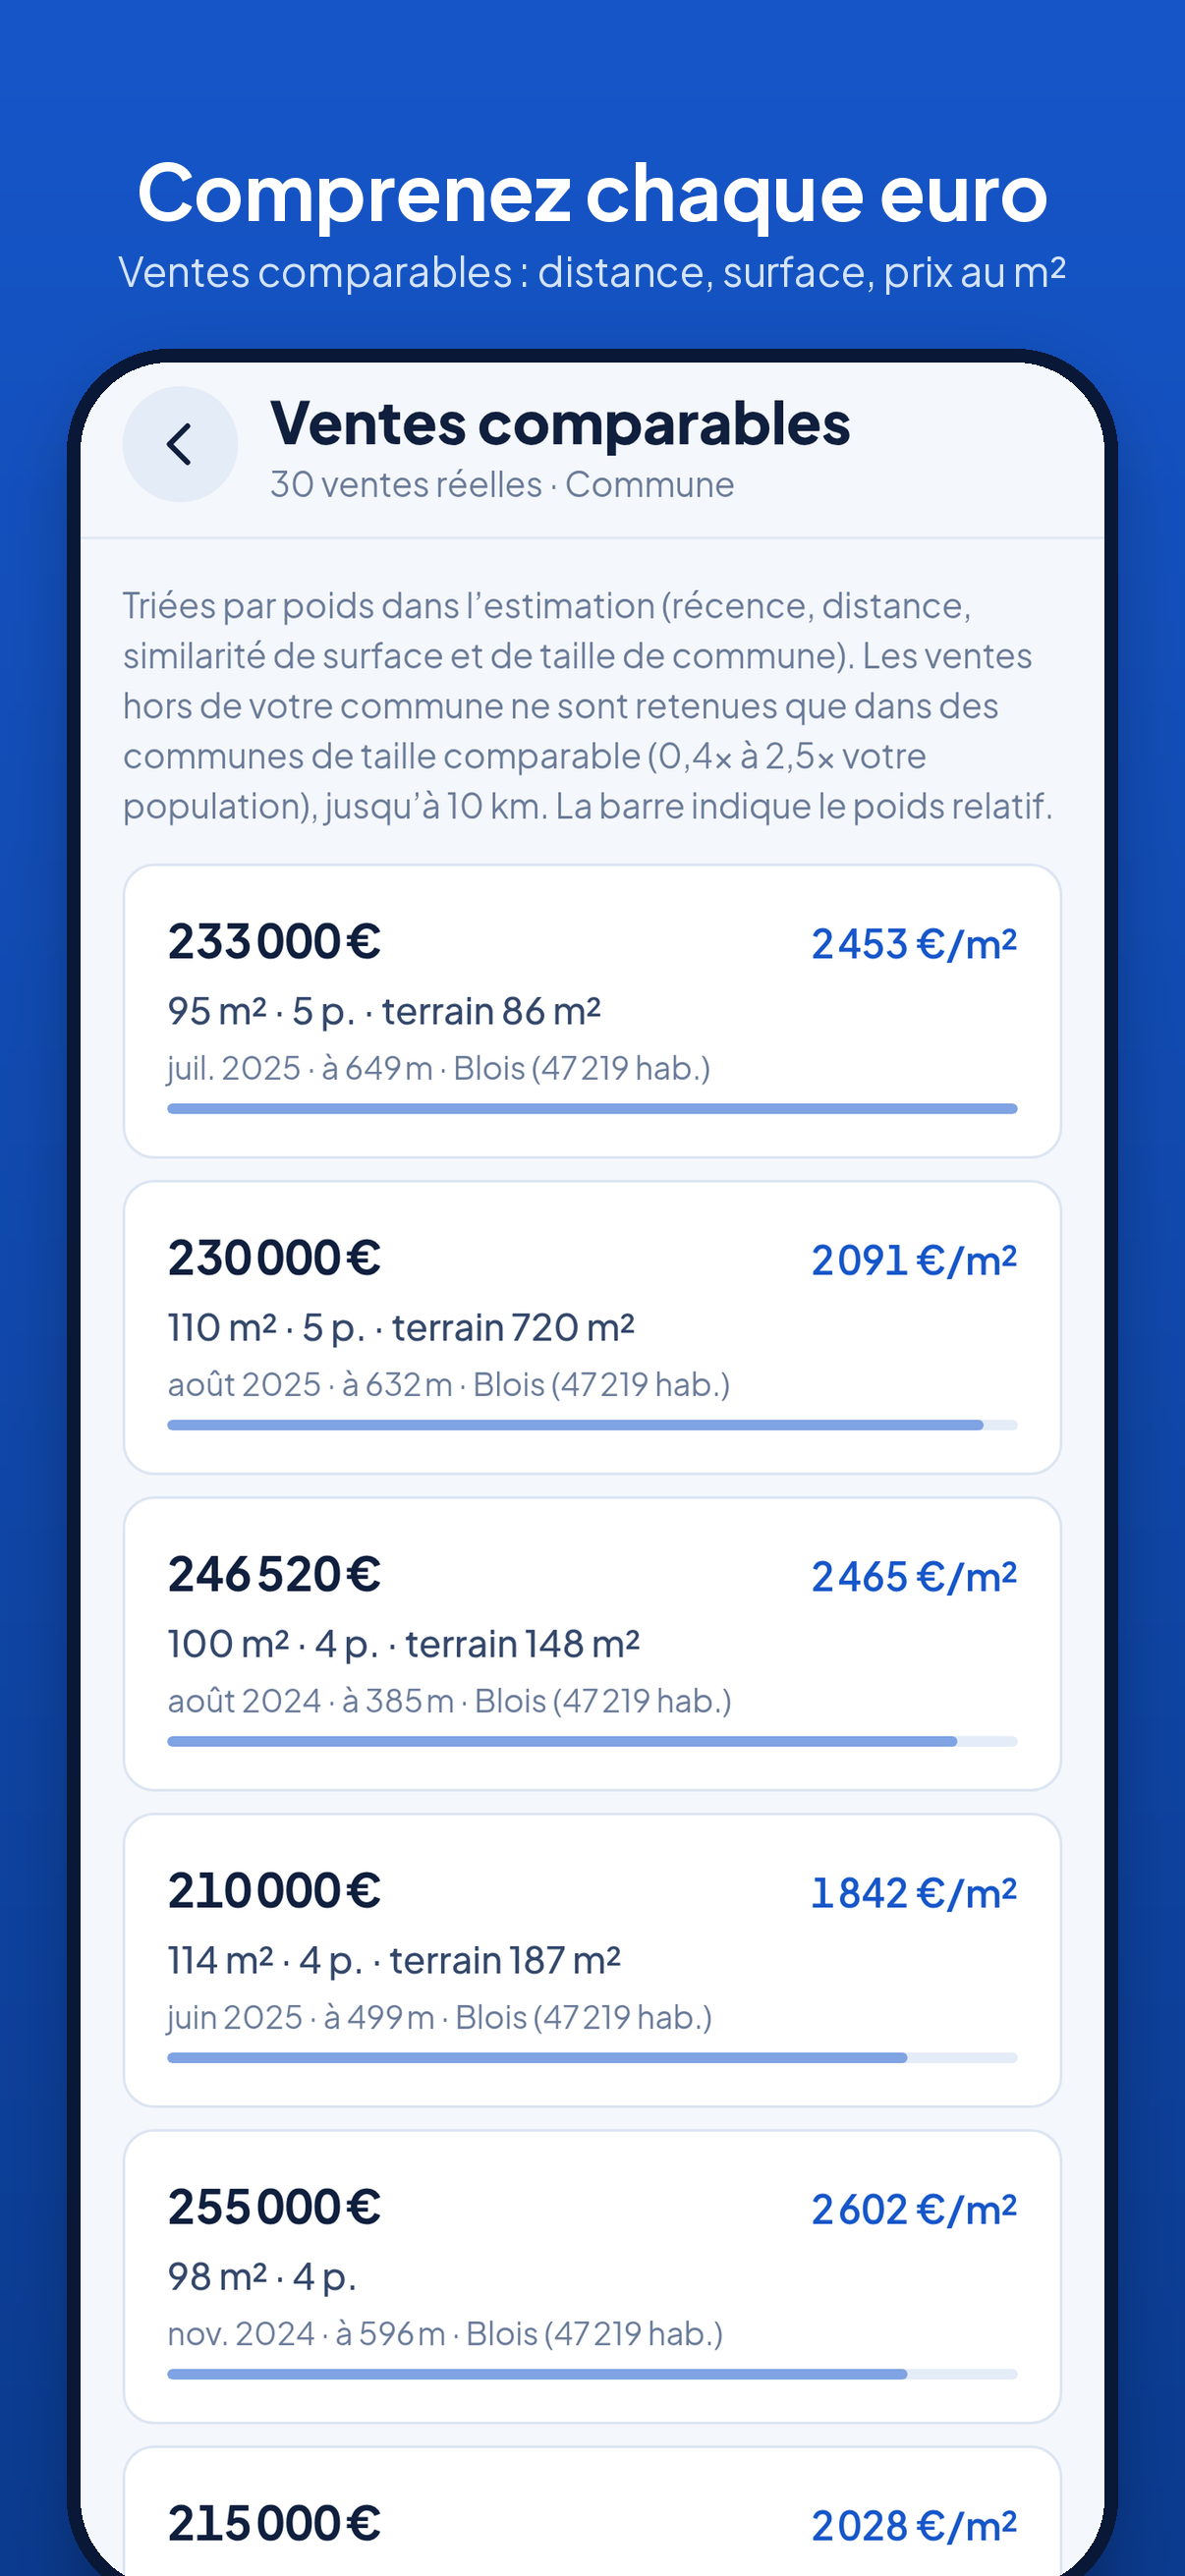 Comprenez chaque euro
Ventes comparables : distance, surface, prix au m²
Ventes comparables
30 ventes réelles · Commune
Triées par poids dans l’estimation (récence, distance,
similarité de surface et de taille de commune). Les ventes
hors de votre commune ne sont retenues que dans des
communes de taille comparable (0,4× à 2,5× votre
population), jusqu’à 10 km. La barre indique le poids relatif.
233 000 € 2 453 €/m²
95 m² · 5 p. · terrain 86 m²
juil. 2025 · à 649 m · Blois (47 219 hab.)
230 000 € 2 091 €/m²
110 m² · 5 p. · terrain 720 m²
août 2025 · à 632 m · Blois (47 219 hab.)
246 520 € 2 465 €/m²
100 m² · 4 p. · terrain 148 m²
août 2024 · à 385 m · Blois (47 219 hab.)
210 000 € 1 842 €/m²
114 m² · 4 p. · terrain 187 m²
juin 2025 · à 499 m · Blois (47 219 hab.)
255 000 € 2 602 €/m²
98 m² · 4 p.
nov. 2024 · à 596 m · Blois (47 219 hab.)
215 000 € 2 028 €/m²